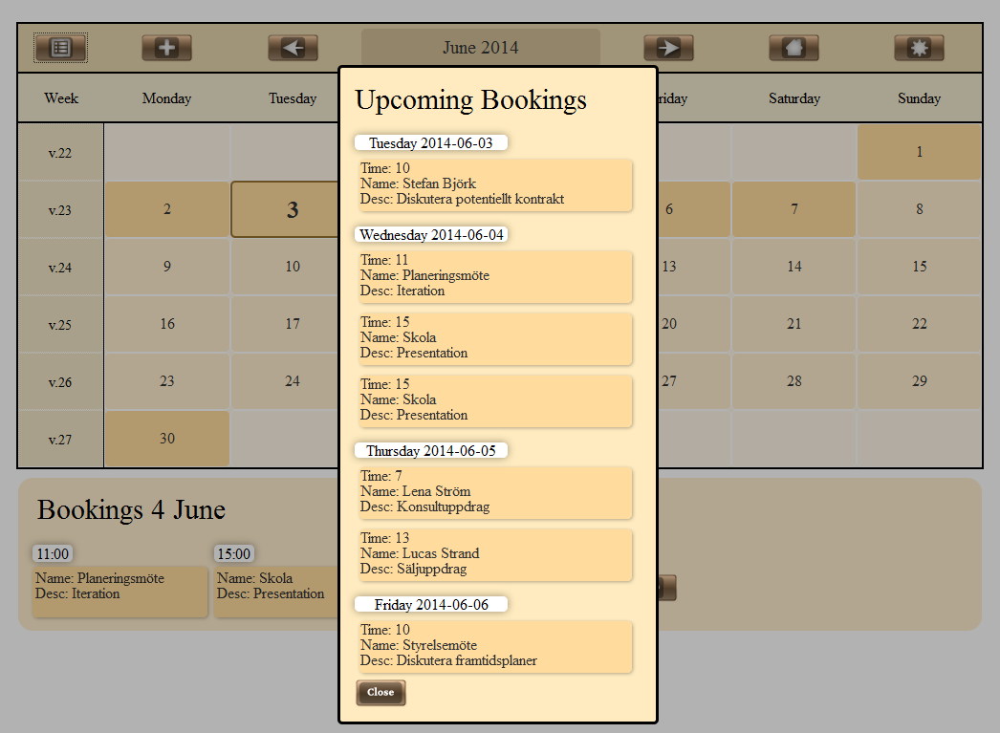 June 2014
Week Monday Tuesday riday Saturday Sunday
v.22 1
v.23 2 3 6 7 8
v.24 9 10 13 14 15
v.25 16 17 20 21 22
v.26 23 24 27 28 29
v.27 30
Upcoming Bookings
Tuesday 2014-06-03
Time: 10
Name: Stefan Björk
Desc: Diskutera potentiellt kontrakt
Wednesday 2014-06-04
Time: 11
Name: Planeringsmöte
Desc: Iteration
Time: 15
Name: Skola
Desc: Presentation
Time: 15
Name: Skola
Desc: Presentation
Thursday 2014-06-05
Time: 7
Name: Lena Ström
Desc: Konsultuppdrag
Time: 13
Name: Lucas Strand
Desc: Säljuppdrag
Friday 2014-06-06
Time: 10
Name: Styrelsemöte
Desc: Diskutera framtidsplaner
Close
Bookings 4 June
11:00
Name: Planeringsmöte
Desc: Iteration
15:00
Name: Skola
Desc: Presentation